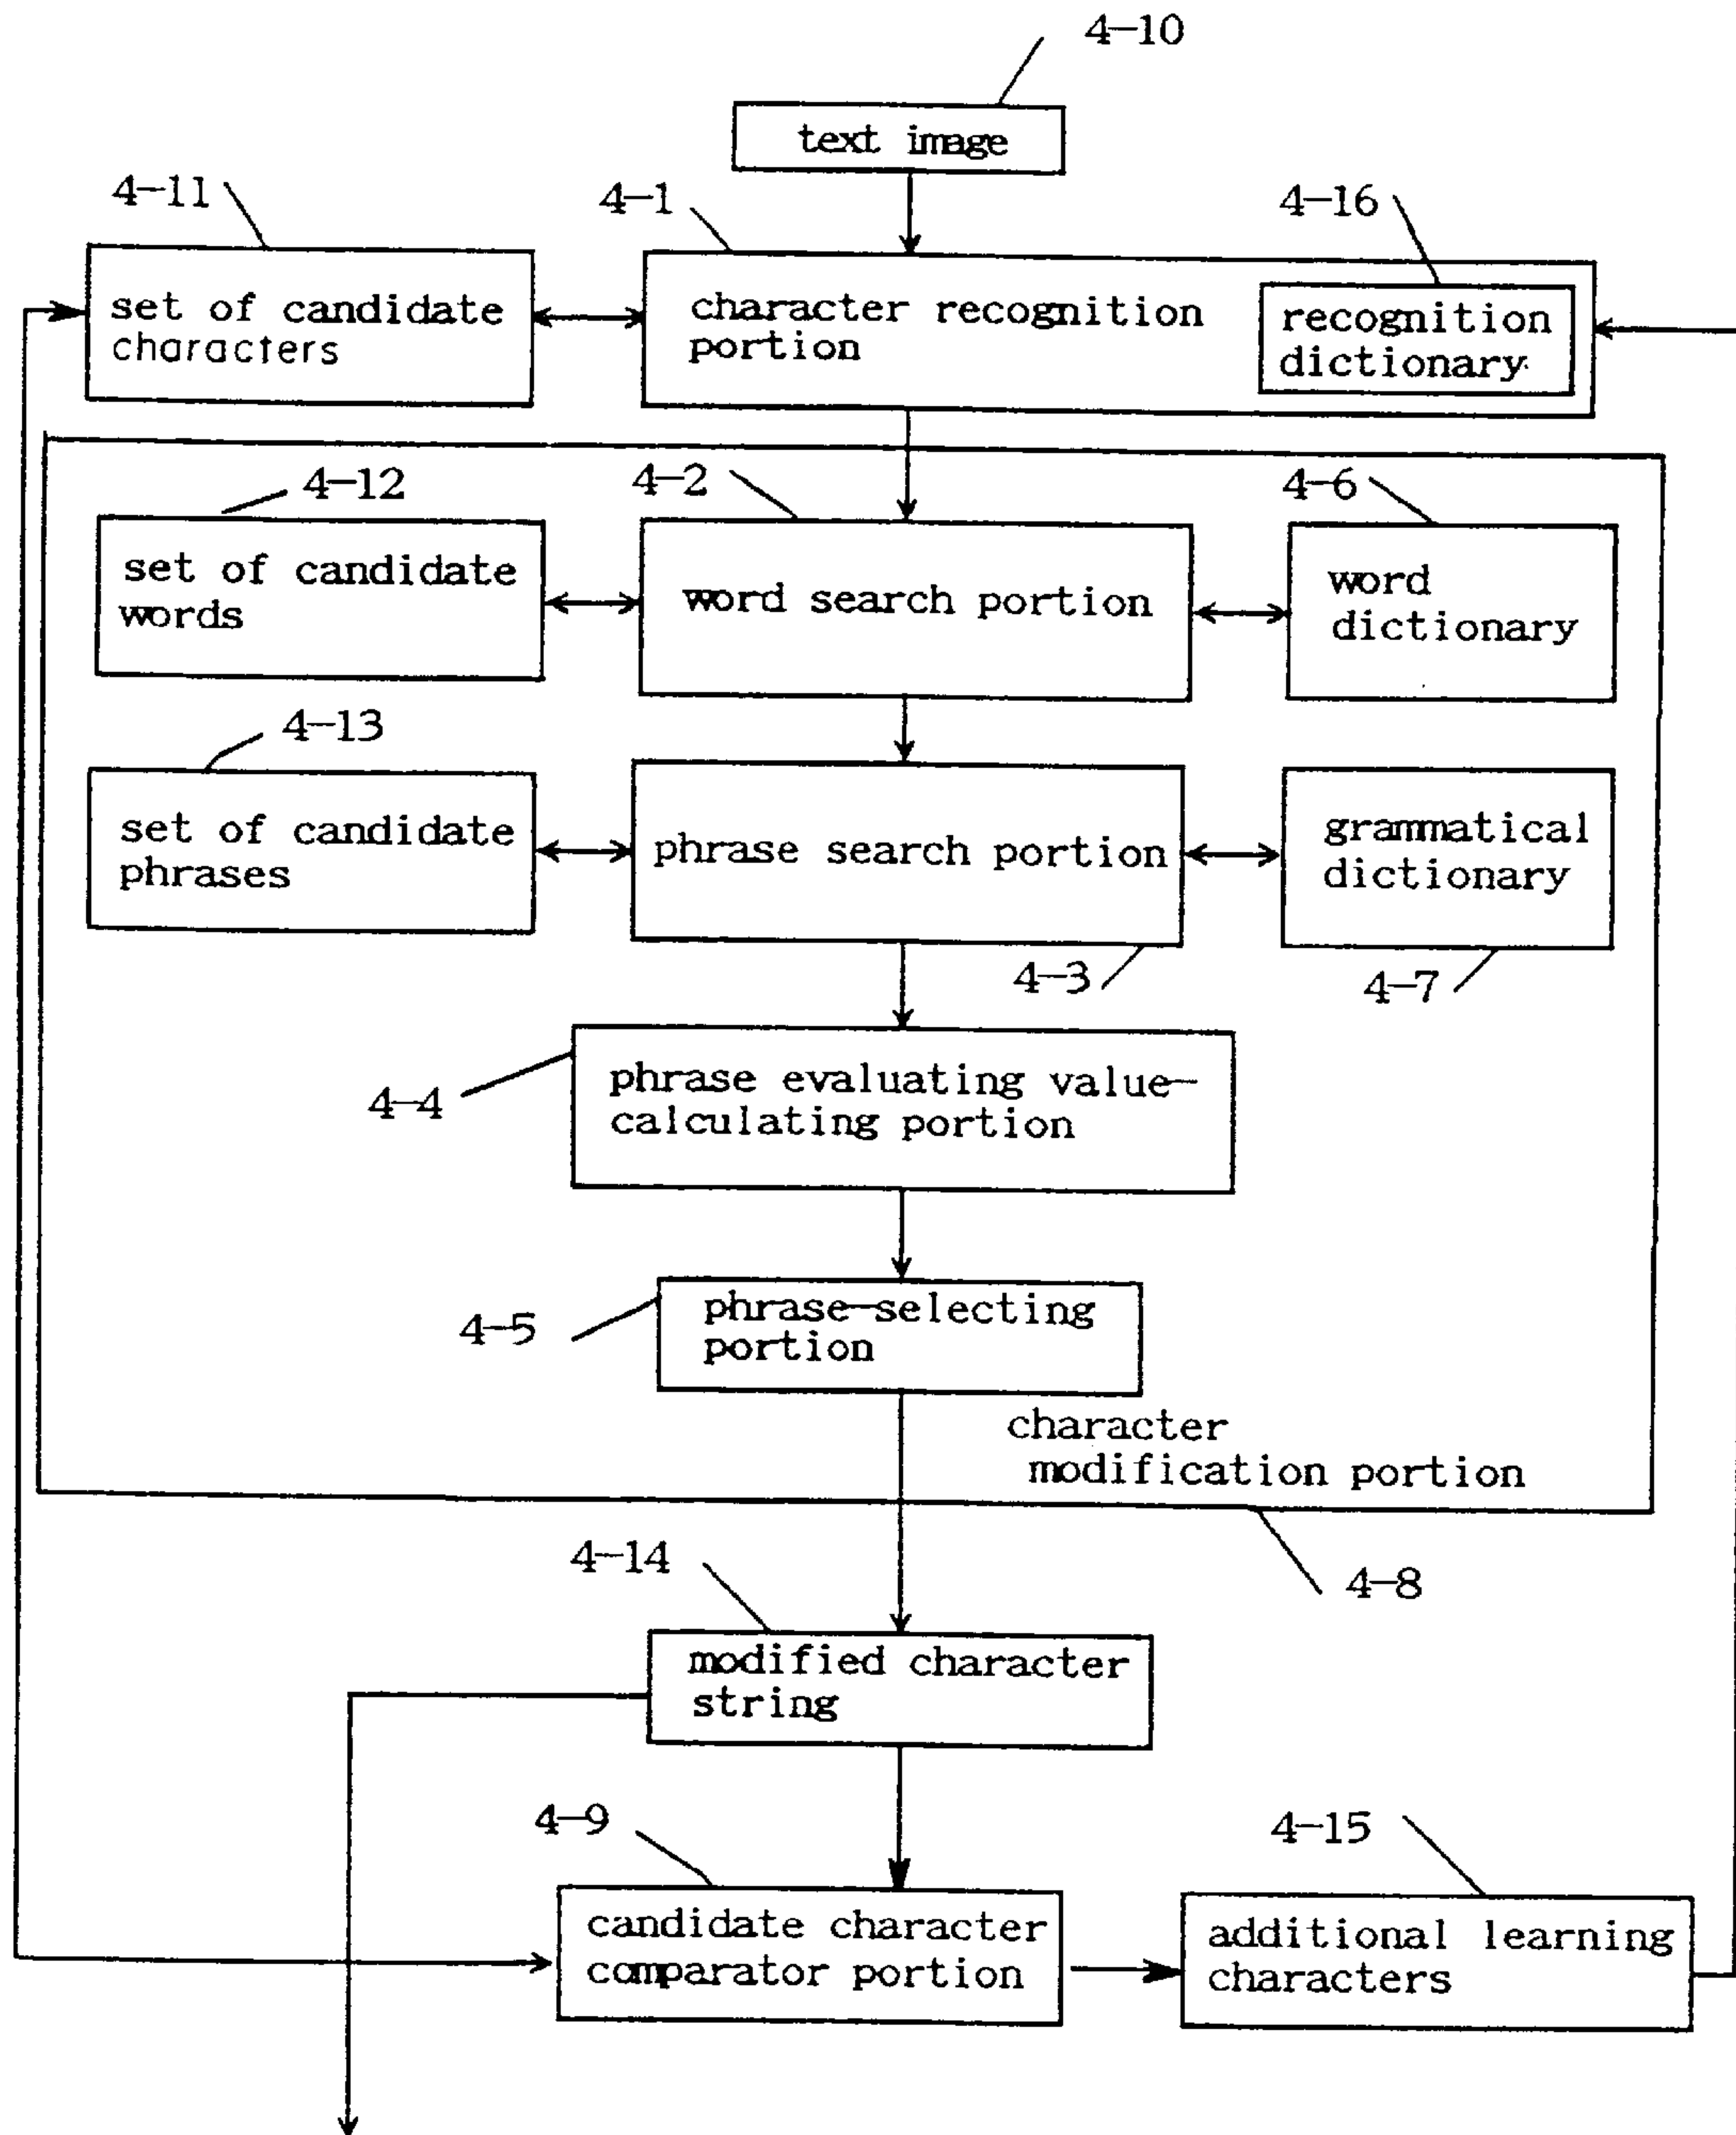 4-10
text image
4-11
4-1
4-16
set of candidate
characters
character recognition
portion
recognition
dictionary
4-12
4-2
4-6
set of candidate
words
word search portion
word
dictionary
4-13
set of candidate
phrases
phrase search portion
grammatical
dictionary
4-3
4-7
4-4
phrase evaluating value-
calculating portion
4-5
phrase-selecting
portion
character
modification portion
4-14
4-8
modified character
string
4-9
4-15
candidate character
comparator portion
additional learning
characters